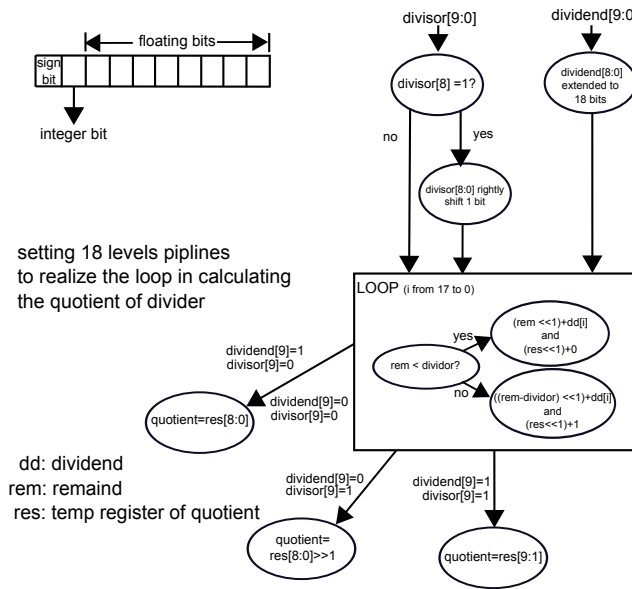 floating bits
sign
bit
integer bit
divisor[9:0]
dividend[9:0]
divisor[8] =1?
dividend[8:0]
extended to
18 bits
no
yes
divisor[8:0] rightly
shift 1 bit
setting 18 levels piplines
to realize the loop in calculating
the quotient of divider
LOOP (i from 17 to 0)
rem < dividor?
yes
(rem <<1)+dd[i]
and
(res<<1)+0
no
((rem-dividor) <<1)+dd[i]
and
(res<<1)+1
dividend[9]=1
divisor[9]=0
dividend[9]=0
divisor[9]=0
quotient=res[8:0]
dd: dividend
rem: remaind
res: temp register of quotient
dividend[9]=0
divisor[9]=1
dividend[9]=1
divisor[9]=1
quotient=
res[8:0]>>1
quotient=res[9:1]